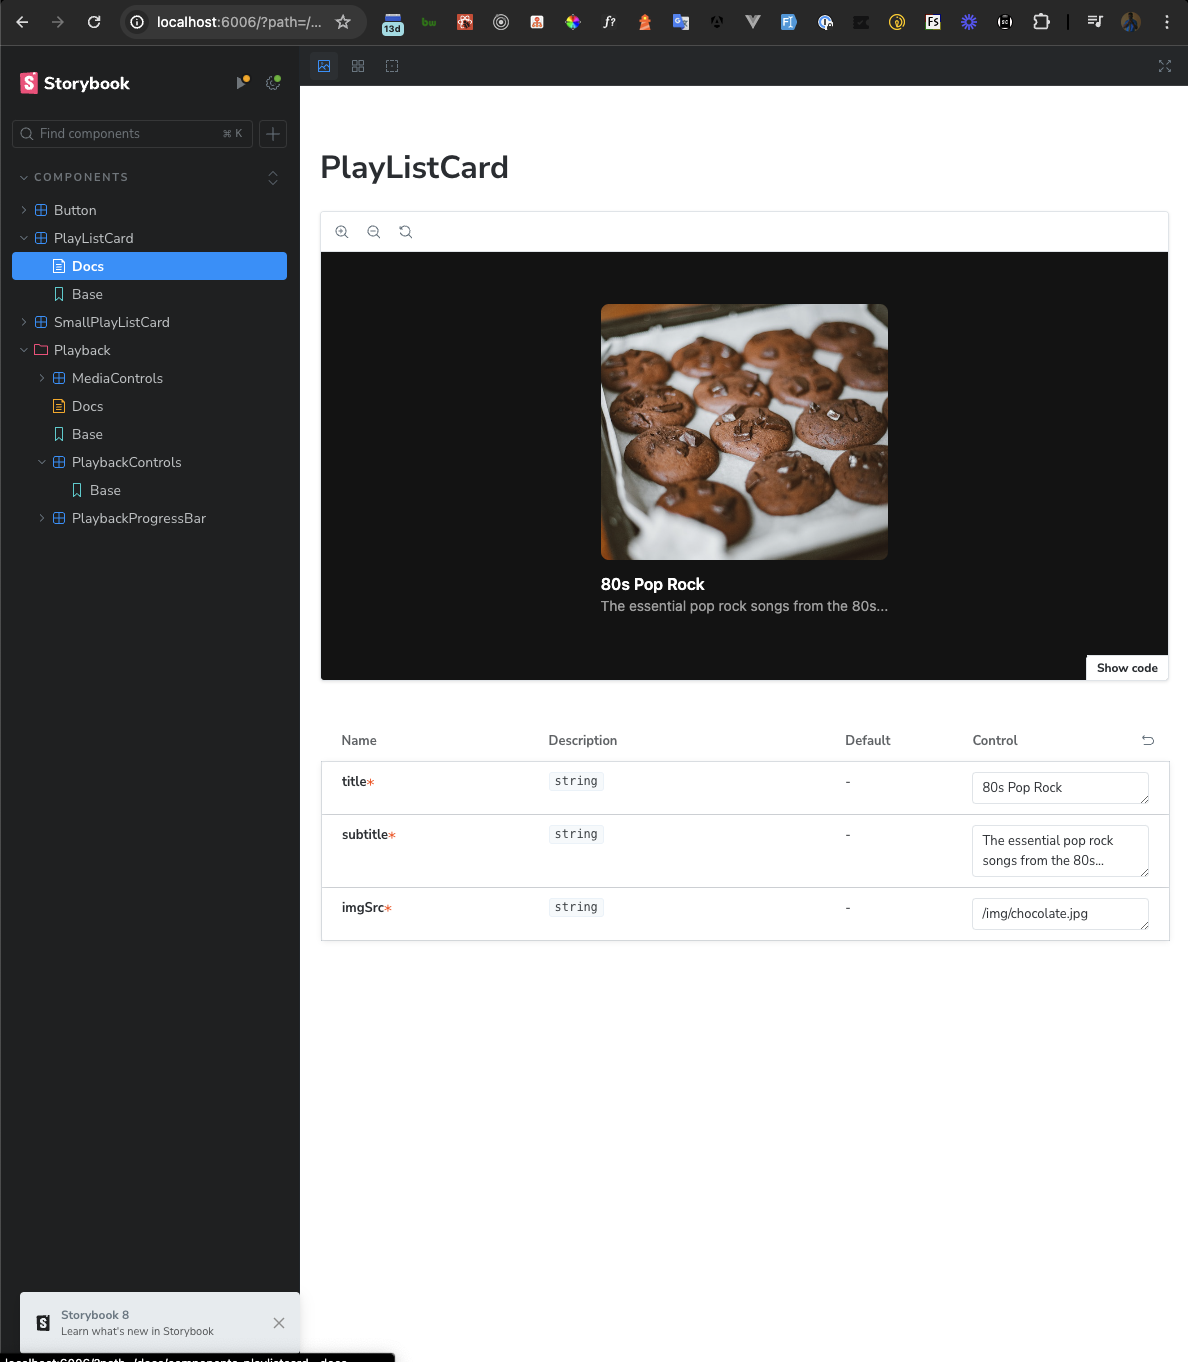 localhost:6006/?path=/...
13d
bw
f?
FS
Storybook
Find components
⌘ K
COMPONENTS
Button
PlayListCard
Docs
Base
SmallPlayListCard
Playback
MediaControls
Docs
Base
PlaybackControls
Base
PlaybackProgressBar
PlayListCard
80s Pop Rock
The essential pop rock songs from the 80s...
Show code
Name Description Default Control
title* string - 80s Pop Rock
subtitle* string - The essential pop rock
songs from the 80s...
imgSrc* string - /img/chocolate.jpg
Storybook 8
Learn what's new in Storybook